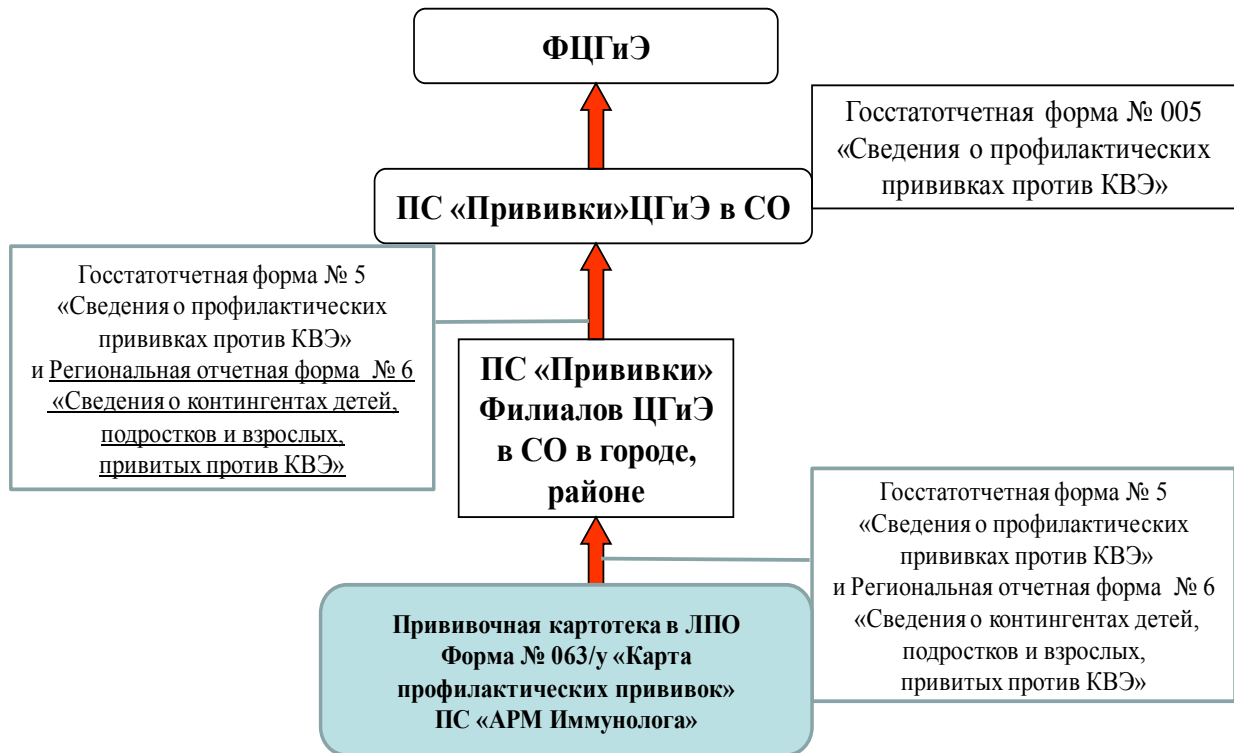 ФЦГиЭ
Госстатотчетная форма № 005
«Сведения о профилактических
прививках против КВЭ»
ПС «Прививки»ЦГиЭ в СО
Госстатотчетная форма № 5
«Сведения о профилактических
прививках против КВЭ»
и Региональная отчетная форма № 6
«Сведения о контингентах детей,
подростков и взрослых,
привитых против КВЭ»
ПС «Прививки»
Филиалов ЦГиЭ
в СО в городе,
районе
Госстатотчетная форма № 5
«Сведения о профилактических
прививках против КВЭ»
и Региональная отчетная форма № 6
«Сведения о контингентах детей,
подростков и взрослых,
привитых против КВЭ»
Прививочная картотека в ЛПО
Форма № 063/у «Карта
профилактических прививок»
ПС «АРМ Иммунолога»